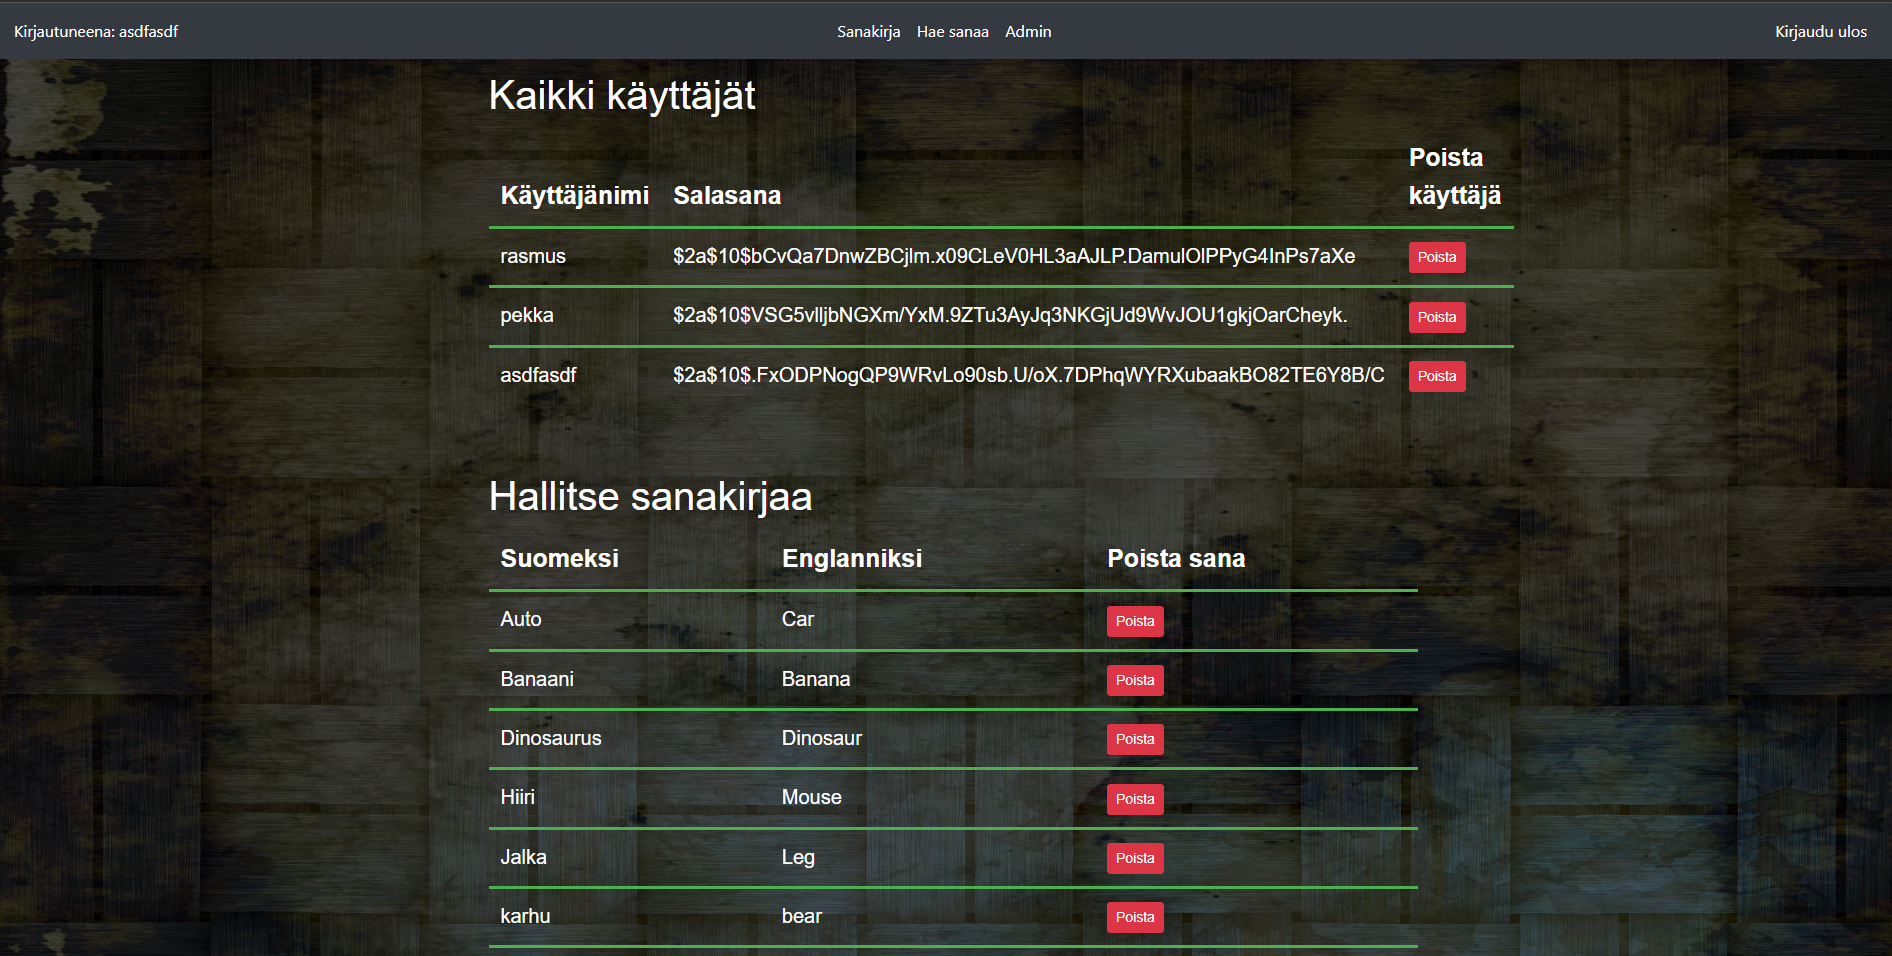 Kirjautuneena: asdfasdf Sanakirja Hae sanaa Admin Kirjaudu ulos
Kaikki käyttäjät
Käyttäjänimi Salasana Poista käyttäjä
rasmus $2a$10$bCvQa7DnwZBCjlm.x09CLeV0HL3aAJLP.DamulOlPPyG4InPs7aXe Poista
pekka $2a$10$VSG5vlljbNGXm/YxM.9ZTu3AyJq3NKGjUd9WvJOU1gkjOarCheyk. Poista
asdfasdf $2a$10$.FxODPNogQP9WRvLo90sb.U/oX.7DPhqWYRXubaakBO82TE6Y8B/C Poista
Hallitse sanakirjaa
Suomeksi Englanniksi Poista sana
Auto Car Poista
Banaani Banana Poista
Dinosaurus Dinosaur Poista
Hiiri Mouse Poista
Jalka Leg Poista
karhu bear Poista